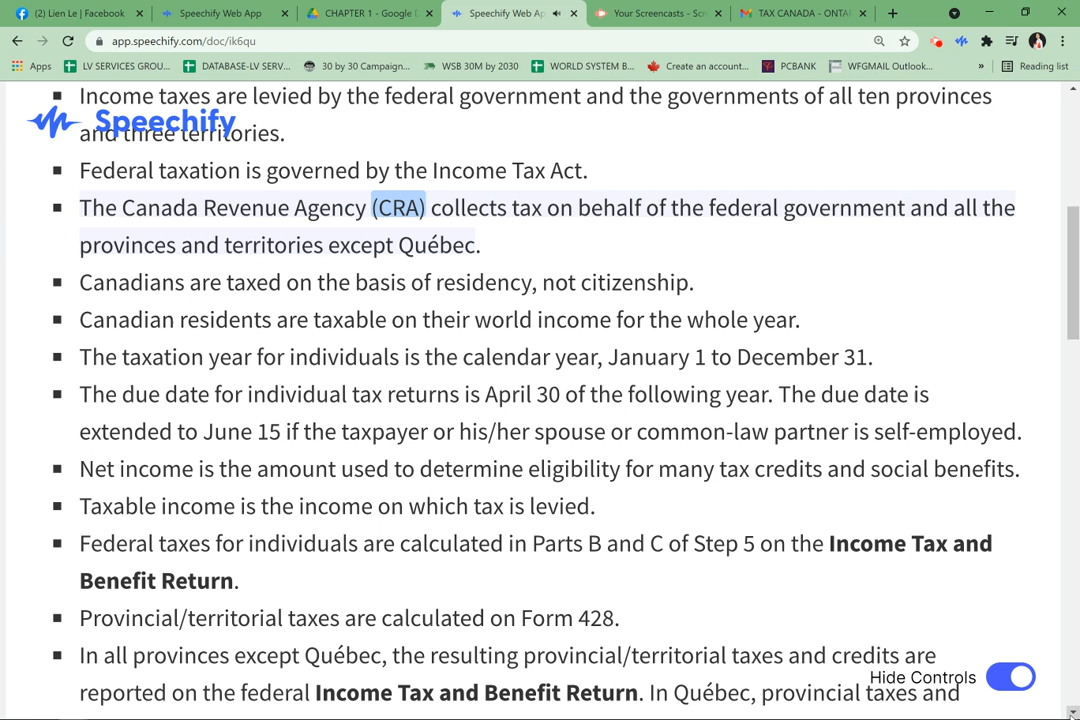 (2) Lien Le | Facebook
Speechify Web App
CHAPTER 1 - Google D
Speechify Web Ap
Your Screencasts - Scr
TAX CANADA - ONTA
app.speechify.com/doc/ik6qu
Apps
LV SERVICES GROU...
DATABASE-LV SERV...
30 by 30 Campaign...
WSB 30M by 2030
WORLD SYSTEM B...
Create an account...
PCBANK
WFGMAIL Outlook...
»
Reading list
Income taxes are levied by the federal government and the governments of all ten provinces
Speechify
and three territories.
Federal taxation is governed by the Income Tax Act.
The Canada Revenue Agency (CRA) collects tax on behalf of the federal government and all the
provinces and territories except Québec.
Canadians are taxed on the basis of residency, not citizenship.
Canadian residents are taxable on their world income for the whole year.
The taxation year for individuals is the calendar year, January 1 to December 31.
The due date for individual tax returns is April 30 of the following year. The due date is
extended to June 15 if the taxpayer or his/her spouse or common-law partner is self-employed.
Net income is the amount used to determine eligibility for many tax credits and social benefits.
Taxable income is the income on which tax is levied.
Federal taxes for individuals are calculated in Parts B and C of Step 5 on the Income Tax and
Benefit Return.
Provincial/territorial taxes are calculated on Form 428.
In all provinces except Québec, the resulting provincial/territorial taxes and credits are
Hide Controls
reported on the federal Income Tax and Benefit Return. In Québec, provincial taxes and